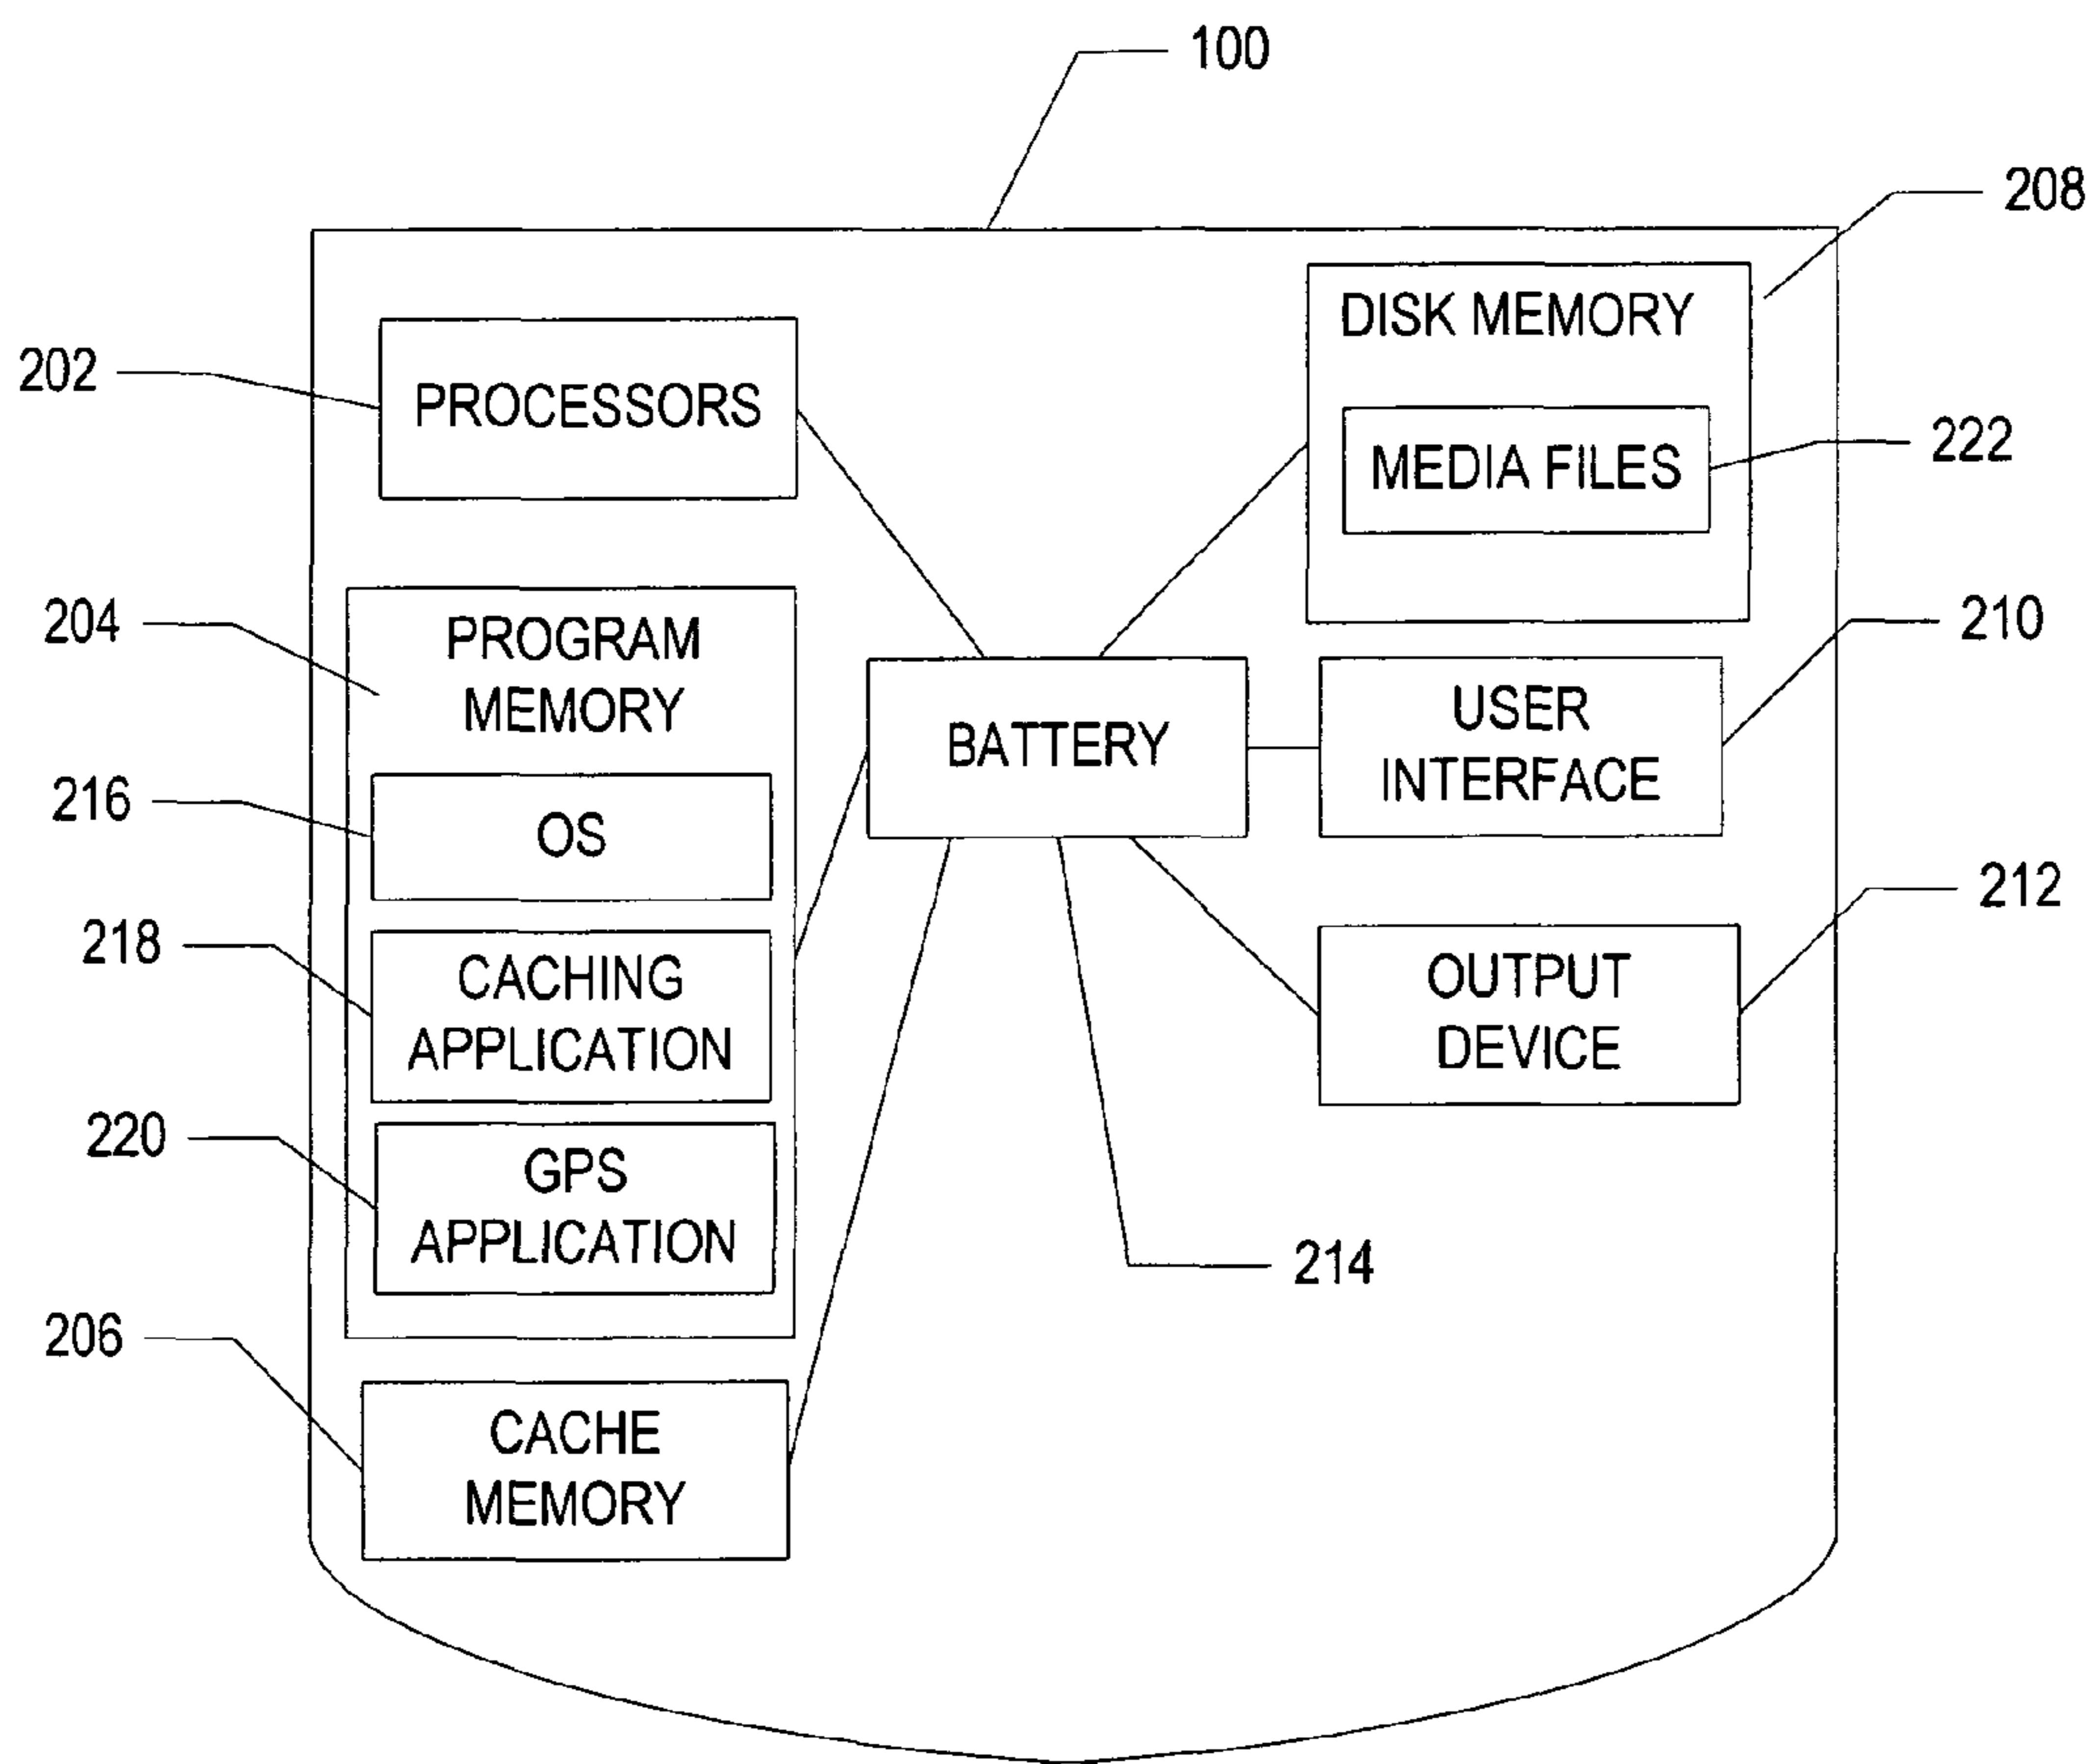 100
208
DISK MEMORY
202
PROCESSORS
MEDIA FILES
222
204
PROGRAM
MEMORY
210
USER
INTERFACE
BATTERY
216
OS
212
218
CACHING
APPLICATION
OUTPUT
DEVICE
220
GPS
APPLICATION
214
206
CACHE
MEMORY